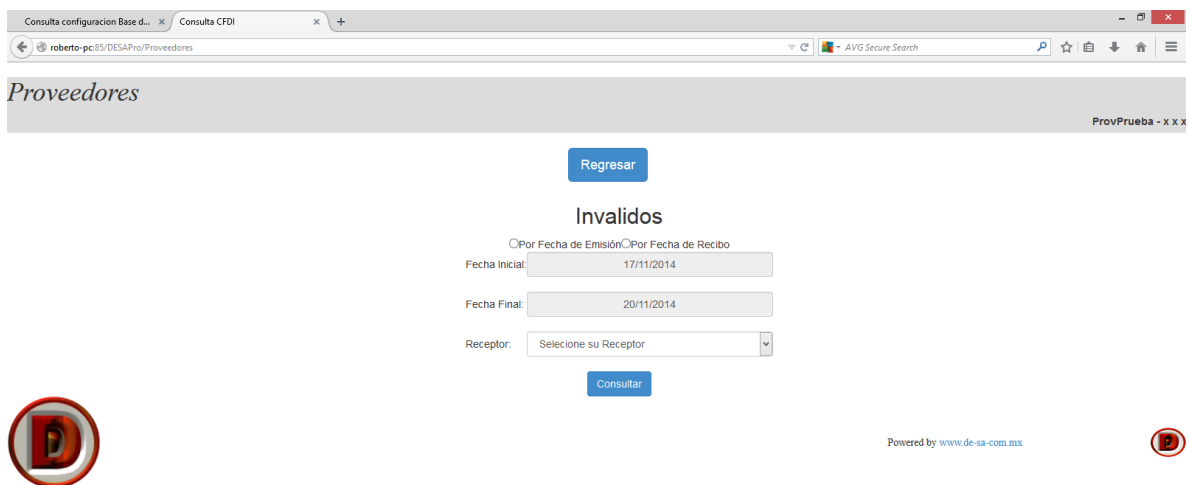 Consulta configuracion Base d... × Consulta CFDI × +
roberto-pc:85/DESAPro/Proveedores AVG Secure Search
Proveedores
ProvPrueba - x x x
Regresar
Invalidos
Por Fecha de Emisión Por Fecha de Recibo
Fecha Inicial: 17/11/2014
Fecha Final: 20/11/2014
Receptor: Selecione su Receptor
Consultar
D
Powered by www.de-sa-com.mx
D